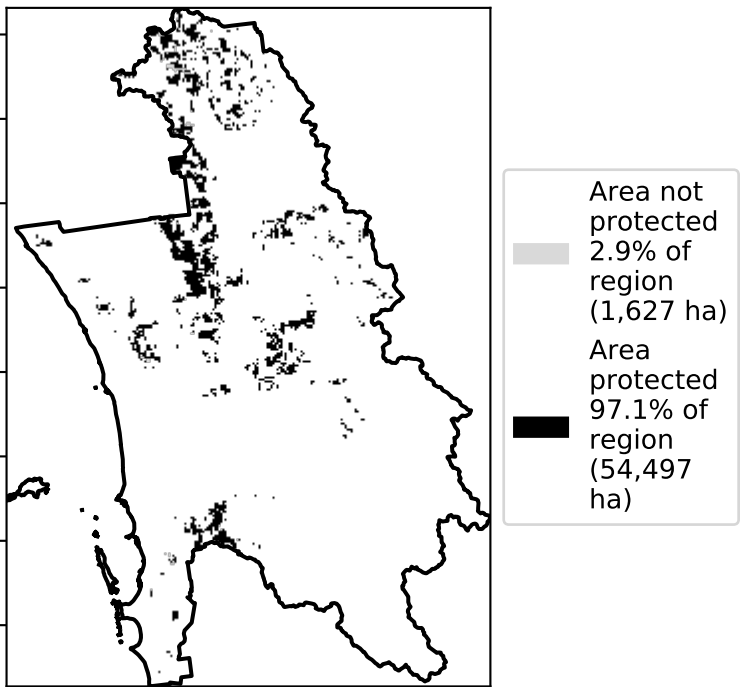 Area not
protected
2.9% of
region
(1,627 ha)
Area
protected
97.1% of
region
(54,497
ha)